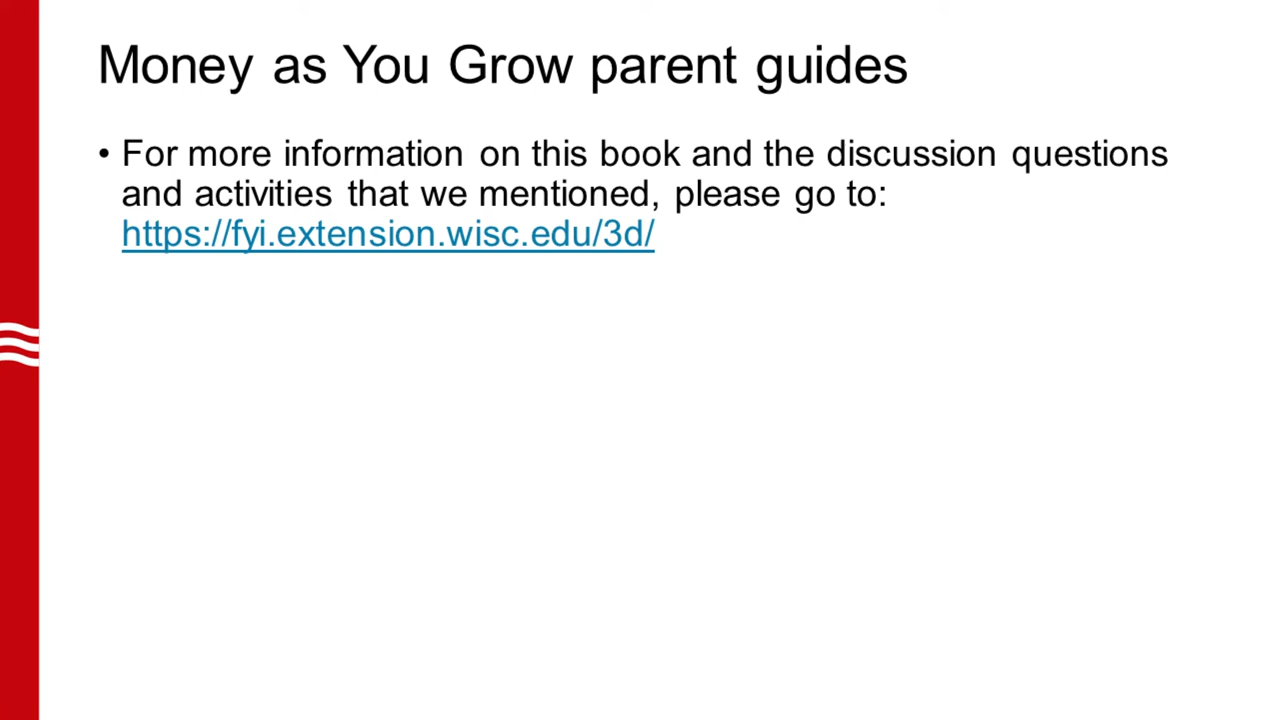 Money as You Grow parent guides
• For more information on this book and the discussion questions
and activities that we mentioned, please go to:
https://fyi.extension.wisc.edu/3d/